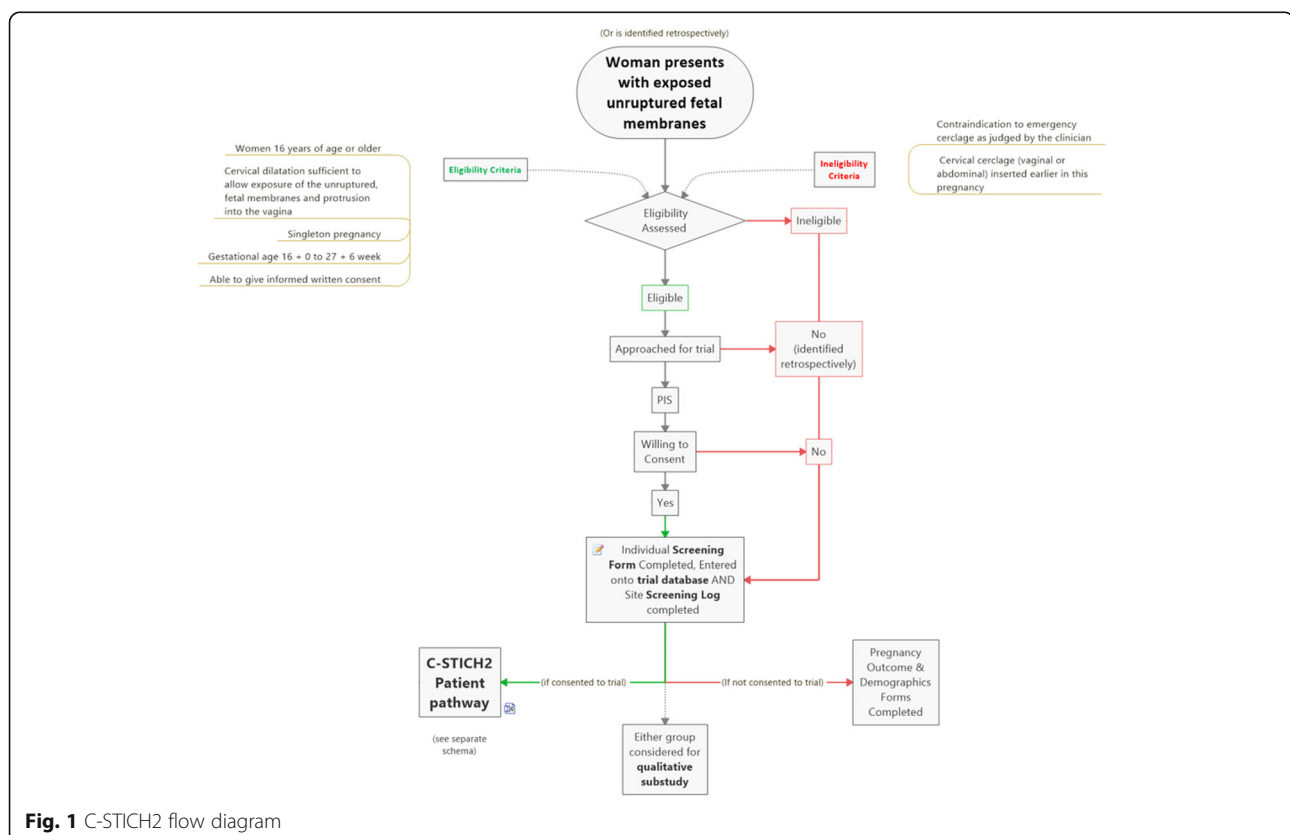 (Or is identified retrospectively)
Woman presents
with exposed
unruptured fetal
membranes
Women 16 years of age or older
Cervical dilatation sufficient to
allow exposure of the unruptured,
fetal membranes and protrusion
into the vagina
Singleton pregnancy
Gestational age 16 + 0 to 27 + 6 week
Able to give informed written consent
Eligibility Criteria
Ineligibility
Criteria
Contraindication to emergency
cerclage as judged by the clinician
Cervical cerclage (vaginal or
abdominal) inserted earlier in this
pregnancy
Eligibility
Assessed
Ineligible
Eligible
Approached for trial
No
(identified
retrospectively)
PIS
Willing to
Consent
No
Yes
Individual Screening
Form Completed, Entered
onto trial database AND
Site Screening Log
completed
C-STICH2
Patient
pathway
(see separate
schema)
(if consented to trial)
(If not consented to trial)
Pregnancy
Outcome &
Demographics
Forms
Completed
Either group
considered for
qualitative
substudy
Fig. 1 C-STICH2 flow diagram